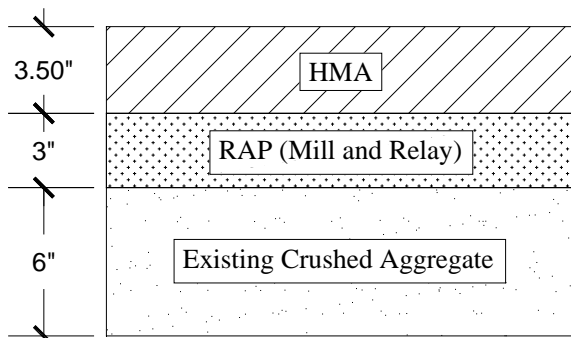 3.50"
HMA
3"
RAP (Mill and Relay)
6"
Existing Crushed Aggregate